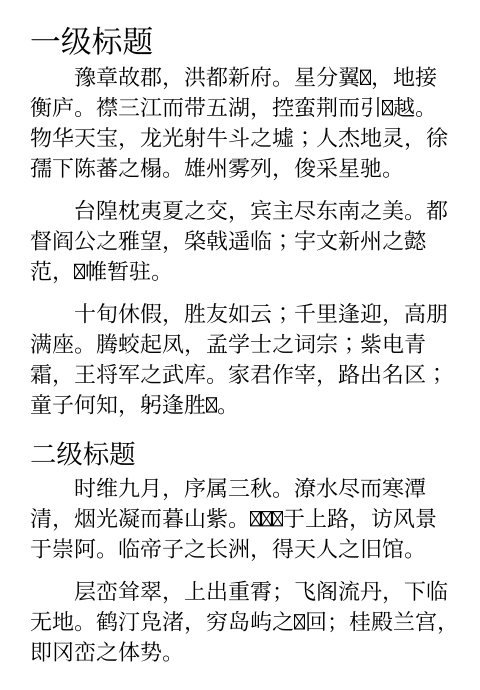 一级标题
豫章故郡，洪都新府。星分翼，地接
衡庐。襟三江而带五湖，控蛮荆而引越。
物华天宝，龙光射牛斗之墟；人杰地灵，徐
孺下陈蕃之榻。雄州雾列，俊采星驰。
台隍枕夷夏之交，宾主尽东南之美。都
督阎公之雅望，棨戟遥临；宇文新州之懿
范，帷暂驻。
十旬休假，胜友如云；千里逢迎，高朋
满座。腾蛟起凤，孟学士之词宗；紫电青
霜，王将军之武库。家君作宰，路出名区；
童子何知，躬逢胜。
二级标题
时维九月，序属三秋。潦水尽而寒潭
清，烟光凝而暮山紫。于上路，访风景
于崇阿。临帝子之长洲，得天人之旧馆。
层峦耸翠，上出重霄；飞阁流丹，下临
无地。鹤汀凫渚，穷岛屿之回；桂殿兰宫，
即冈峦之体势。